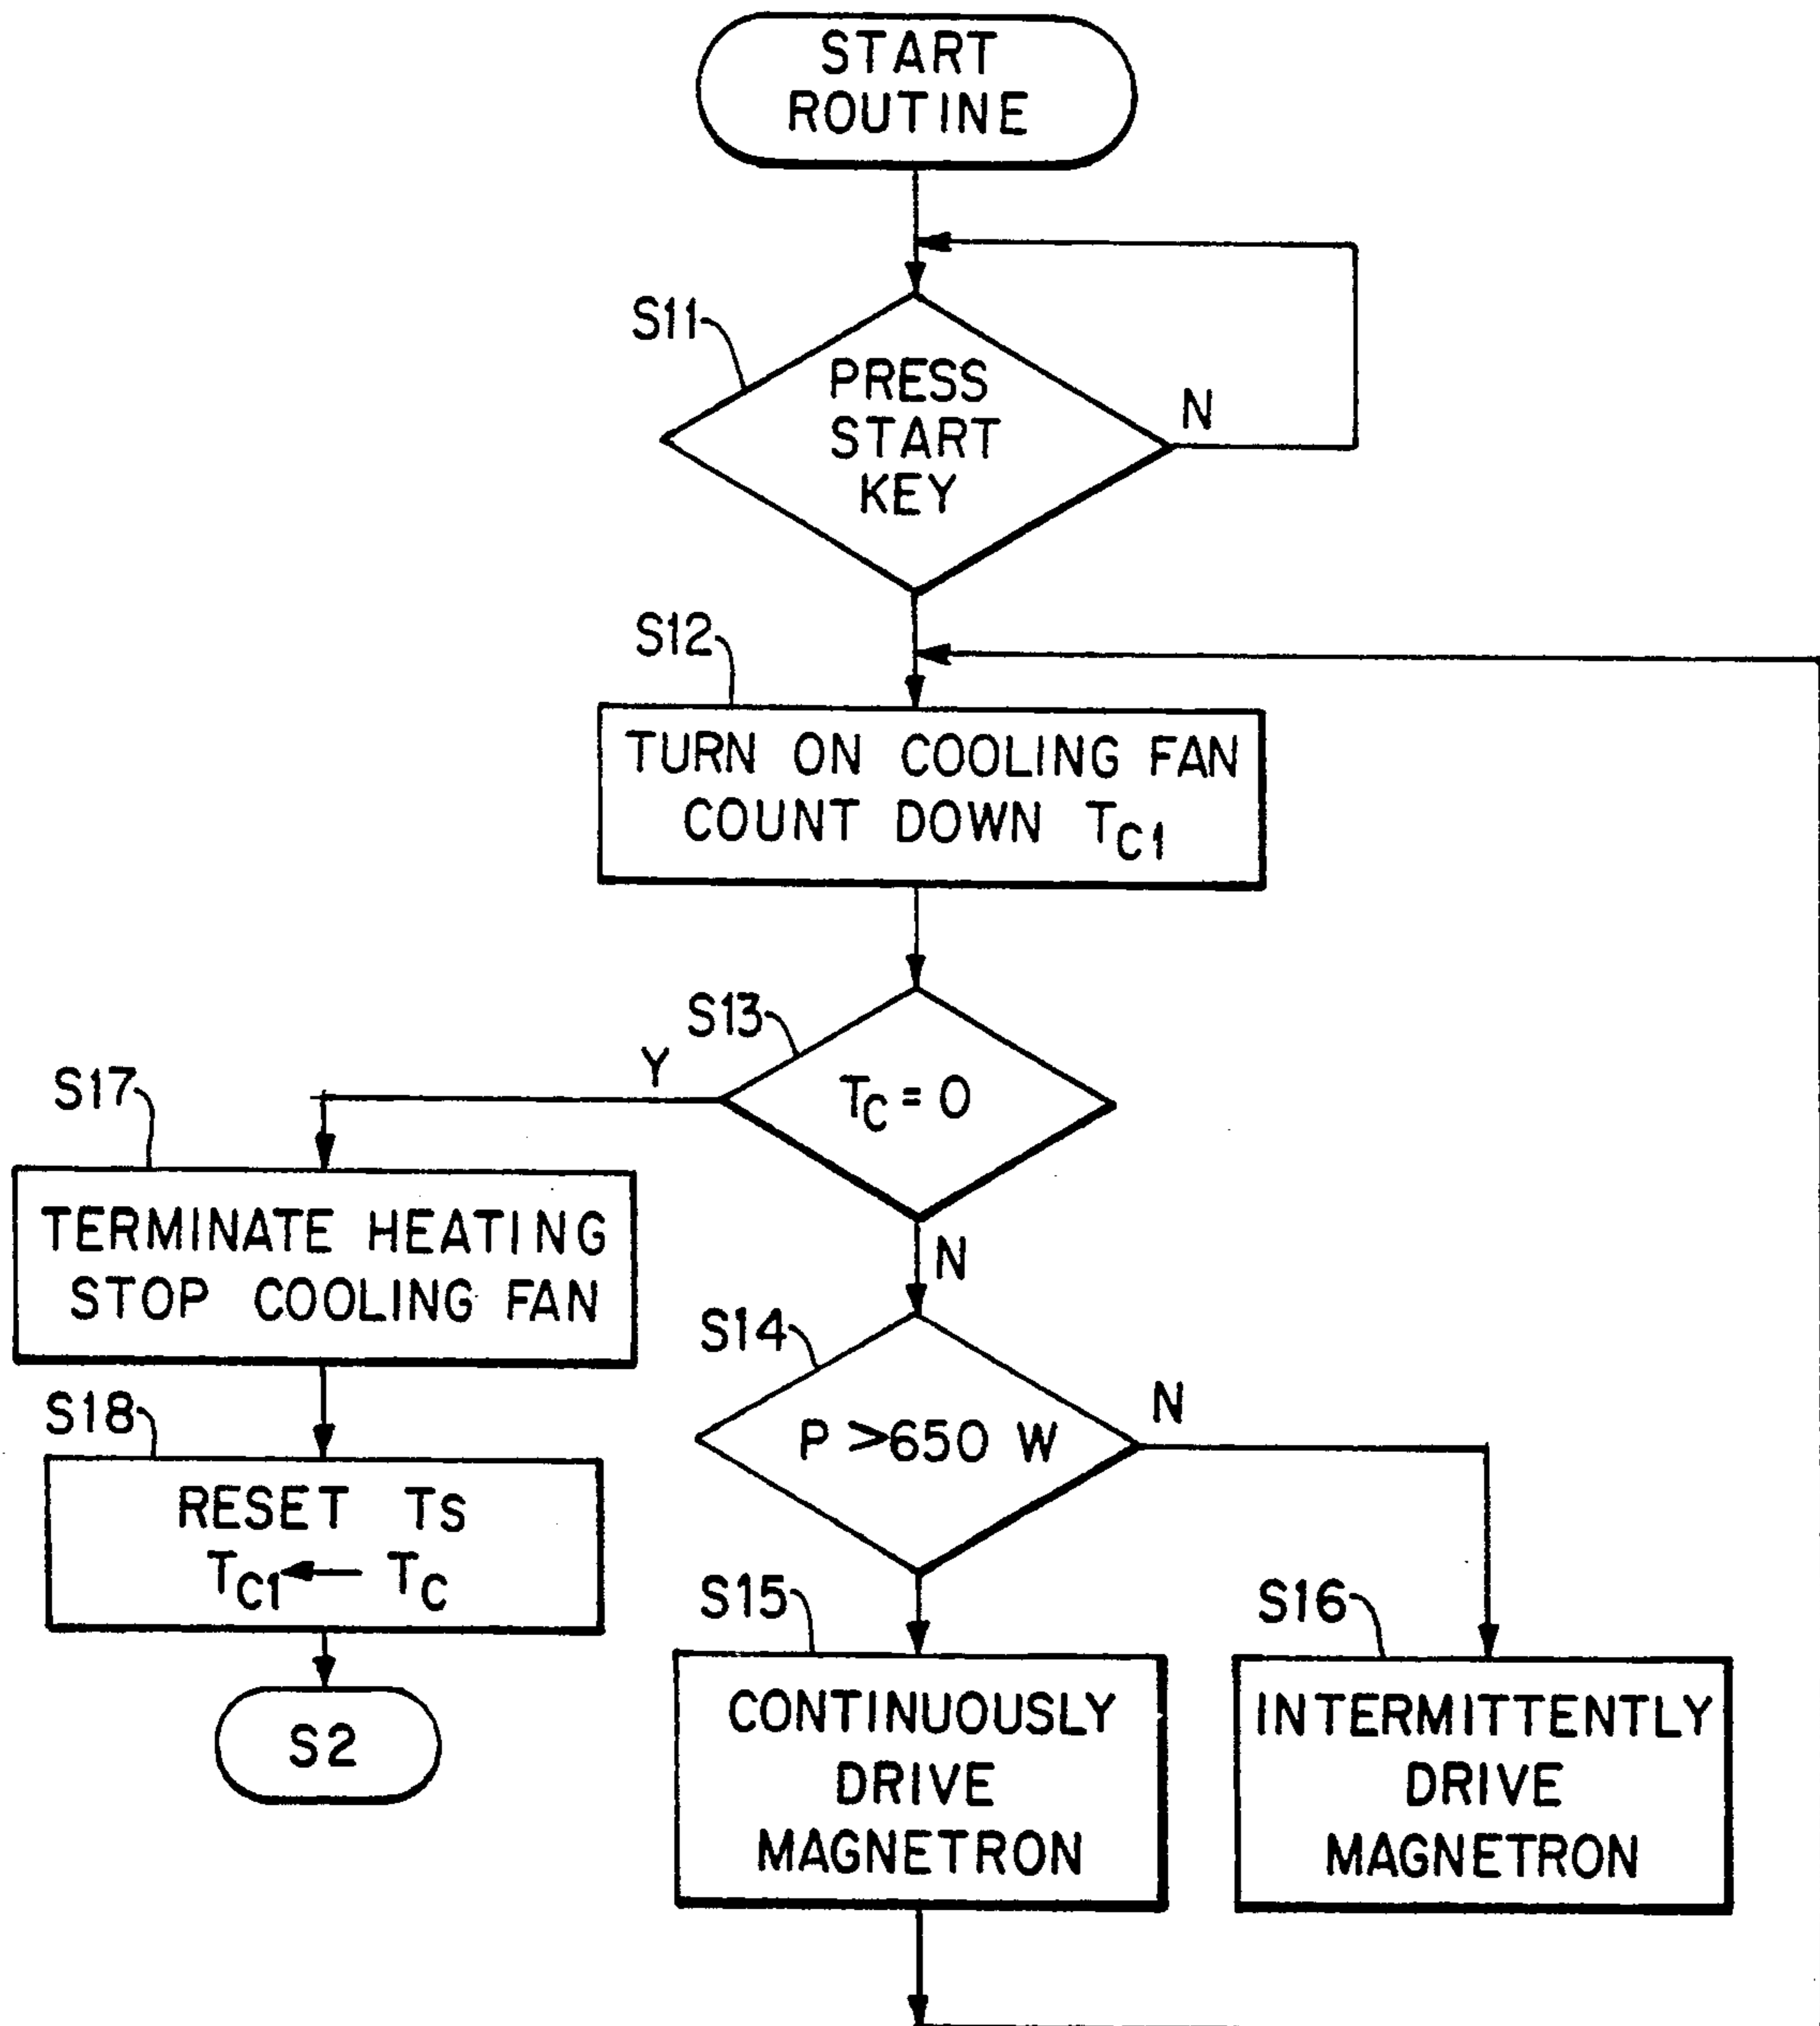 START
ROUTINE
S11
PRESS
START
KEY
N
S12
TURN ON COOLING FAN
COUNT DOWN TC1
S13
TC = 0
Y
N
S17
TERMINATE HEATING
STOP COOLING FAN
S14
P >650 W
N
S18
RESET TS
TC1 ← TC
S2
S15
CONTINUOUSLY
DRIVE
MAGNETRON
S16
INTERMITTENTLY
DRIVE
MAGNETRON